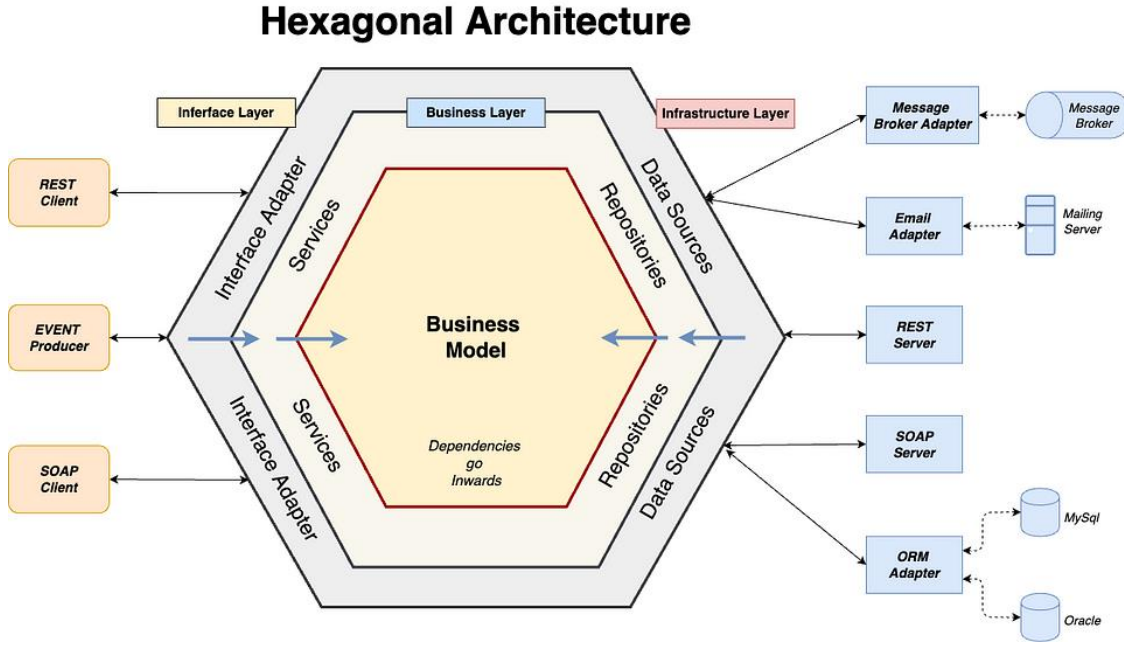 Hexagonal Architecture
Inferface Layer
Business Layer
Infrastructure Layer
REST
Client
EVENT
Producer
SOAP
Client
Interface Adapter
Interface Adapter
Services
Services
Business
Model
Dependencies
go
Inwards
Repositories
Repositories
Data Sources
Data Sources
Message
Broker Adapter
Message
Broker
Email
Adapter
Mailing
Server
REST
Server
SOAP
Server
ORM
Adapter
MySql
Oracle